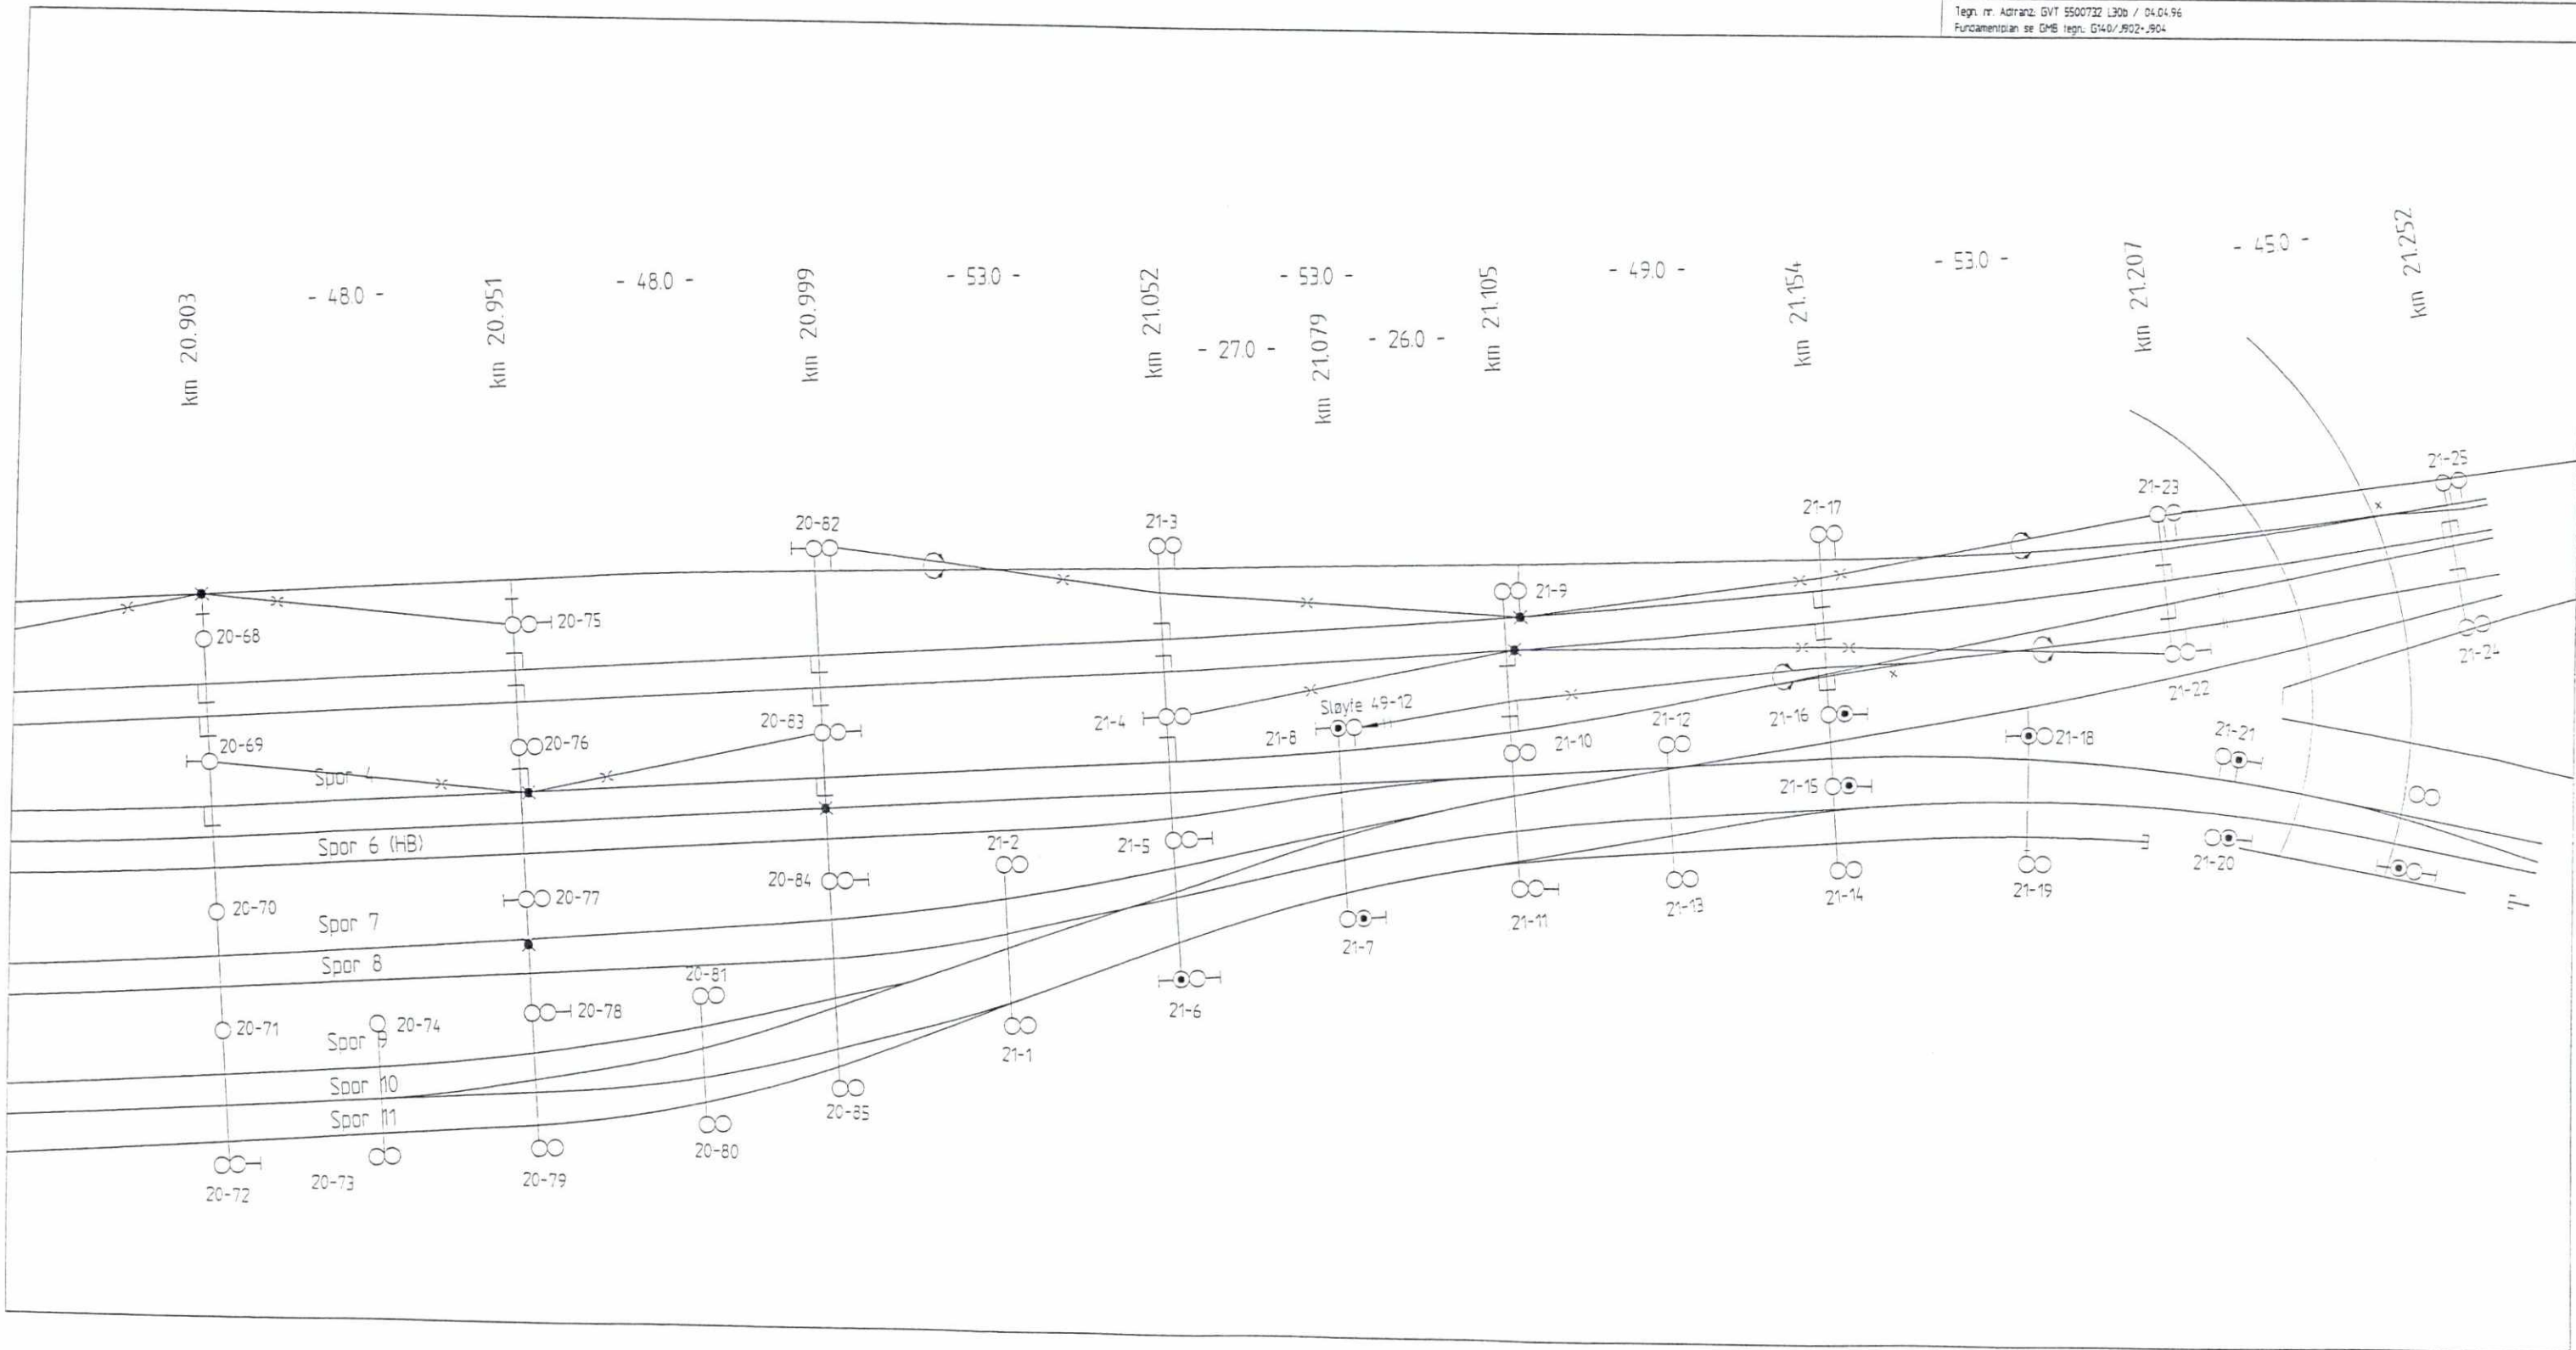 Tegn. nr. Adtranz: GVT 5500732 L30b / 04.04.96
Fundamentplan se GMB tegn.: G140/J902+J904
km 20.903
- 48.0 -
km 20.951
- 48.0 -
km 20.999
- 53.0 -
km 21.052
- 53.0 -
- 27.0 -
km 21.079
- 26.0 -
km 21.105
- 49.0 -
km 21.154
- 53.0 -
km 21.207
- 45.0 -
km 21.252
20-82
21-3
21-17
21-23
21-25
20-68
20-75
21-9
20-69
20-76
20-83
21-4
21-8
Sløyfe 49-12
21-10
21-12
21-16
21-18
21-22
21-24
21-21
Spor 4
Spor 6 (HB)
20-84
21-2
21-5
21-15
21-20
20-70
20-77
21-7
21-11
21-13
21-14
21-19
Spor 7
Spor 8
20-71
20-74
20-78
20-81
21-1
21-6
Spor 9
Spor 10
Spor 11
20-85
20-72
20-73
20-79
20-80